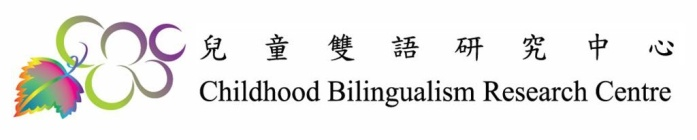 兒童雙語研究中心
Childhood Bilingualism Research Centre